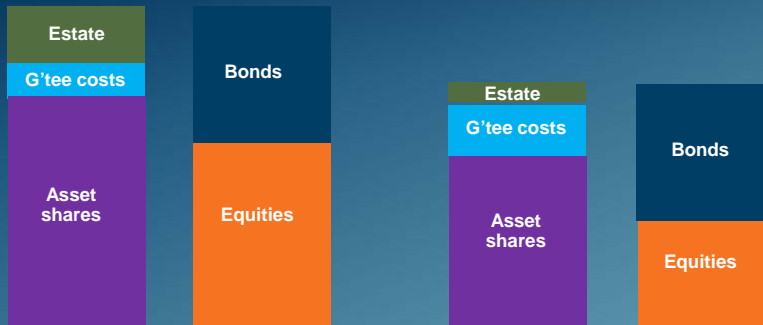 Estate
G'tee costs
Asset
shares
Bonds
Equities
Estate
G'tee costs
Asset
shares
Bonds
Equities